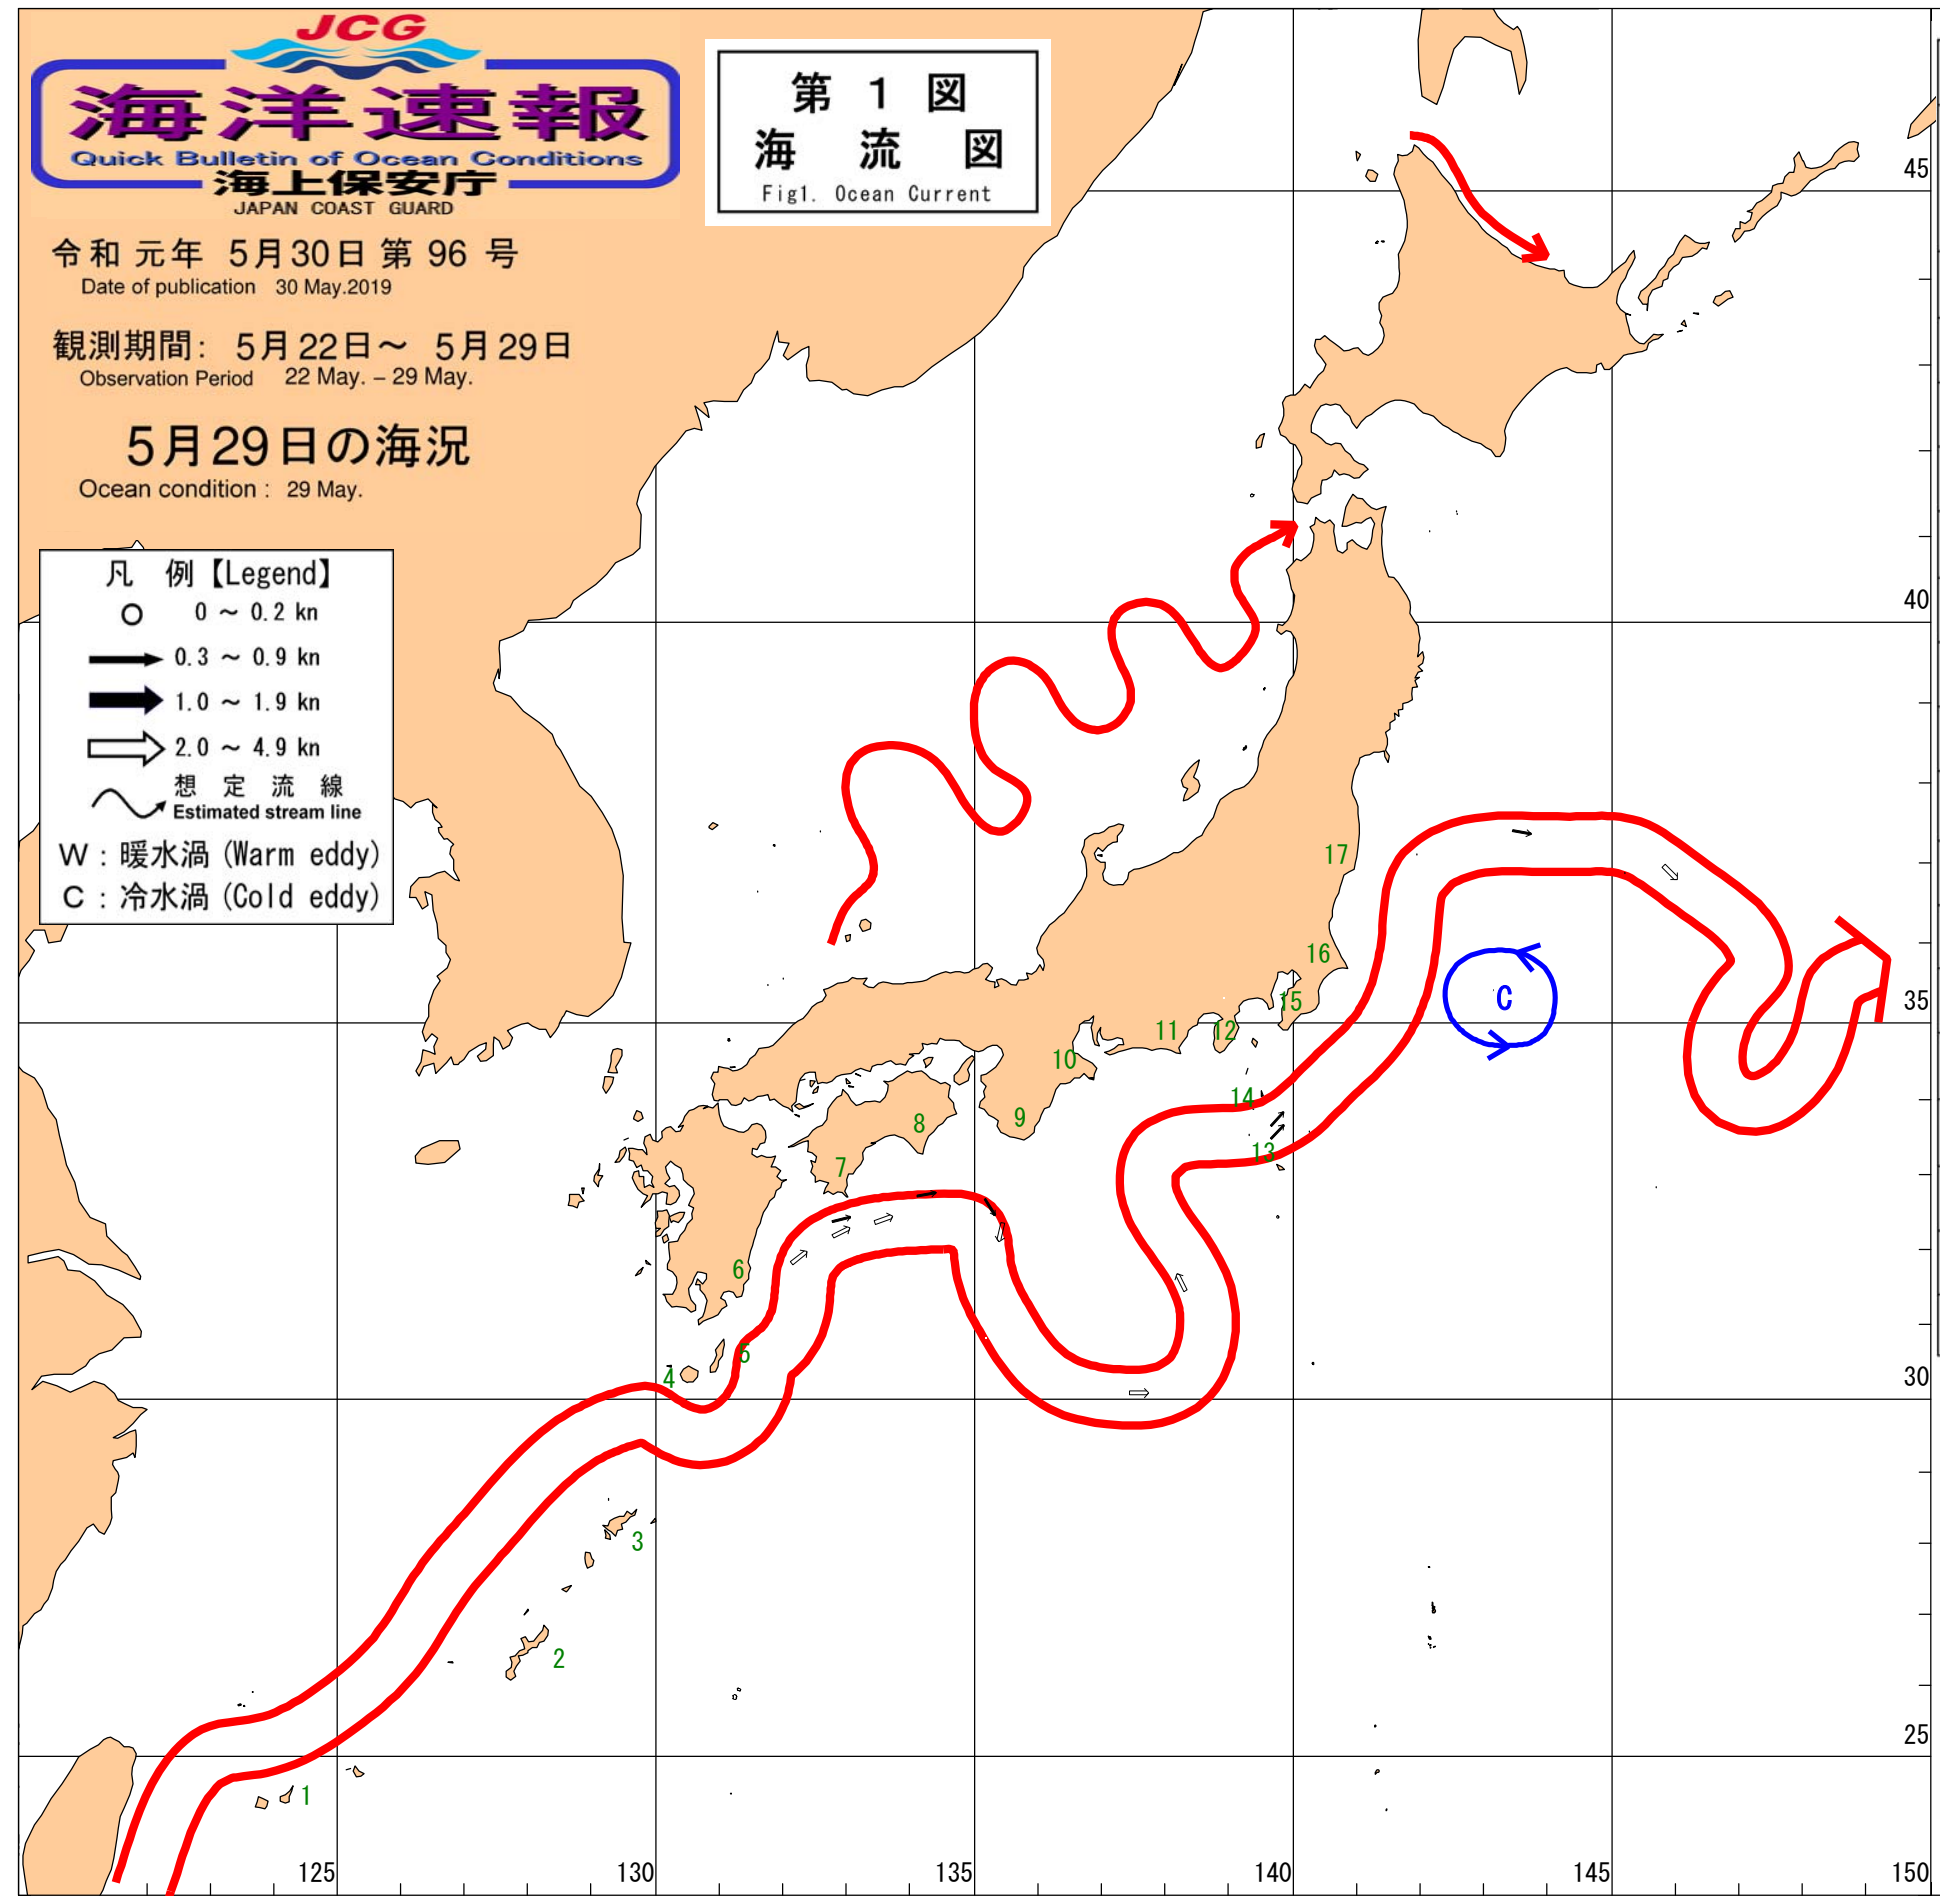 JCG
海洋速報
Quick Bulletin of Ocean Conditions
海上保安庁
JAPAN COAST GUARD
第 1 図
海 流 図
Fig1. Ocean Current
令和 元年 5月30日 第 96 号
Date of publication 30 May.2019
観測期間: 5月22日～ 5月29日
Observation Period 22 May. – 29 May.
5月29日の海況
Ocean condition : 29 May.
凡 例【Legend】
0 ～ 0.2 kn
0.3 ～ 0.9 kn
1.0 ～ 1.9 kn
2.0 ～ 4.9 kn
想 定 流 線
Estimated stream line
W : 暖水渦 (Warm eddy)
C : 冷水渦 (Cold eddy)
45
40
17
16
C
35
15
11
12
10
14
9
8
13
7
6
5
4
30
3
2
25
1
125
130
135
140
145
150